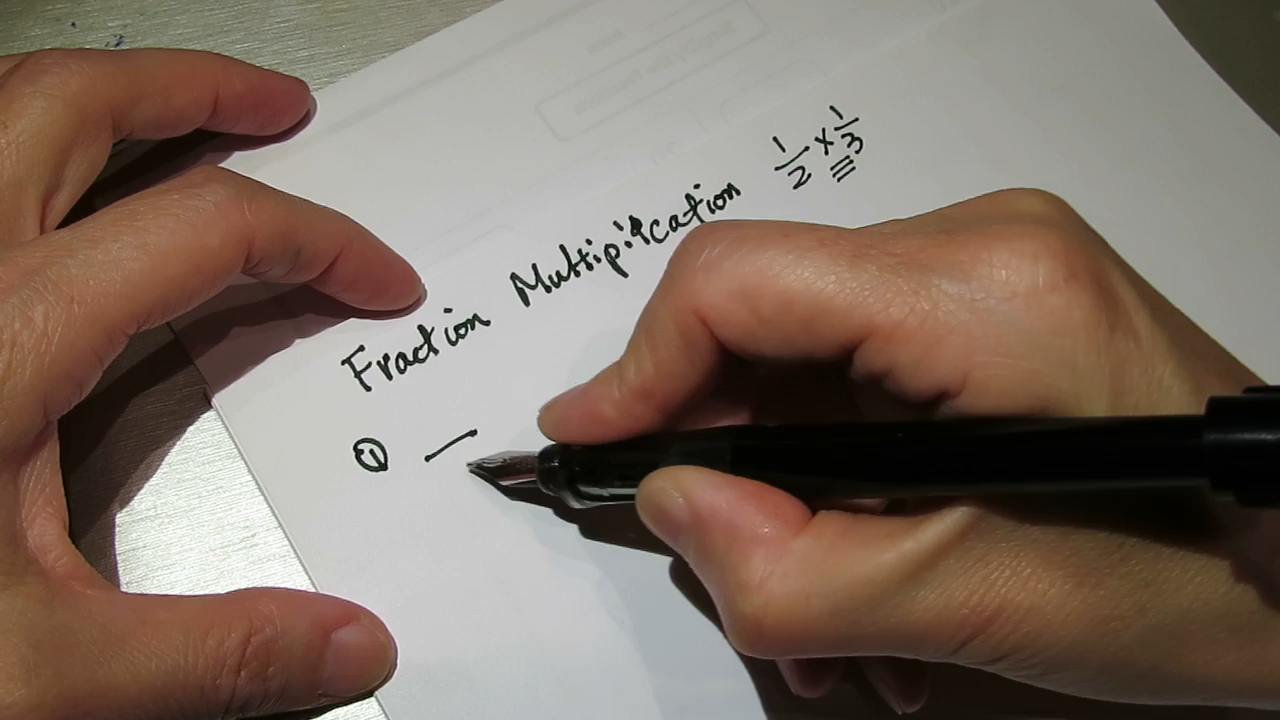 Fraction Multiplication 1/2 × 1/3
① —